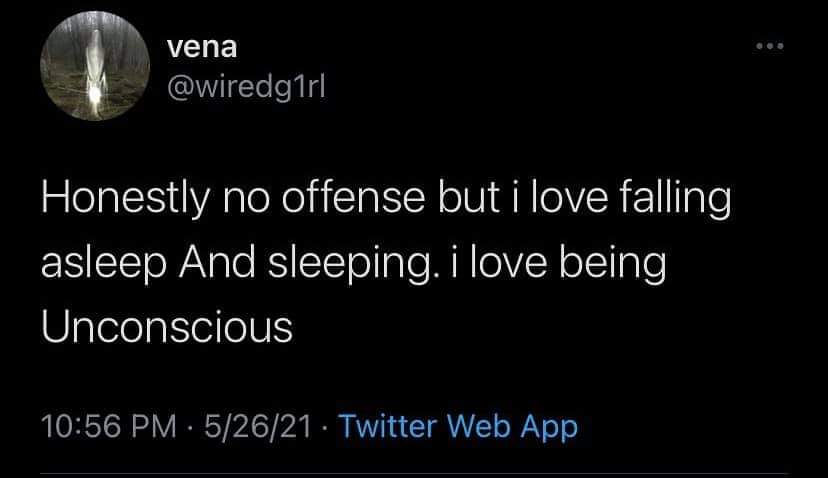 vena
@wiredg1rl
Honestly no offense but i love falling
asleep And sleeping. i love being
Unconscious
10:56 PM · 5/26/21 · Twitter Web App